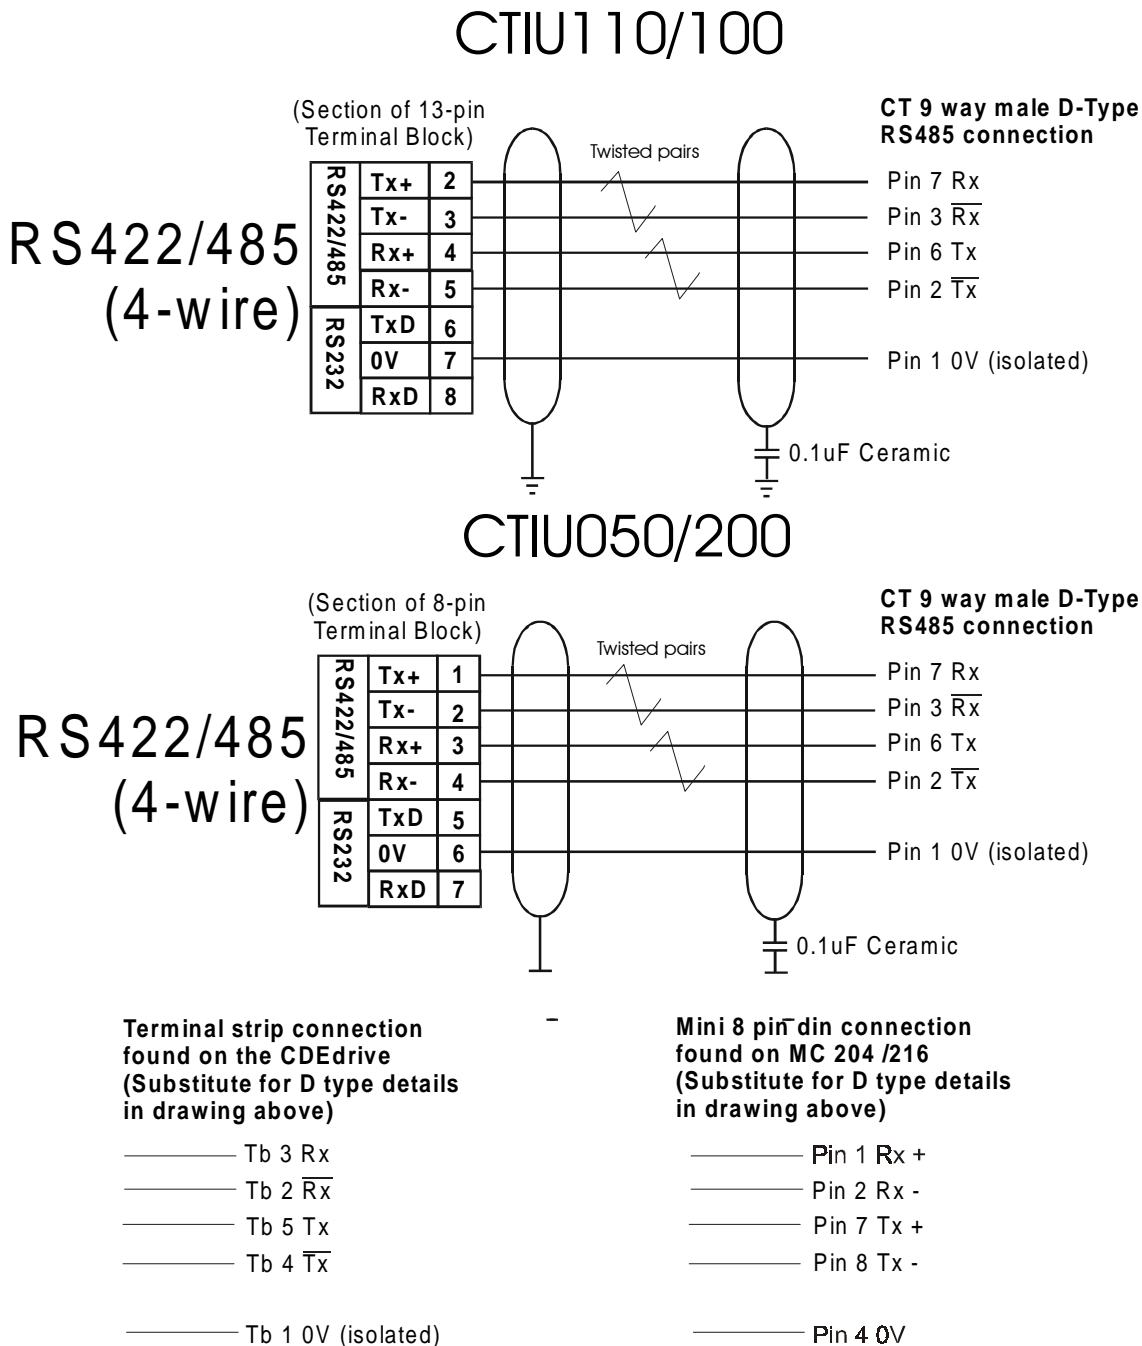 CTIU110/100
(Section of 13-pin
Terminal Block)
CT 9 way male D-Type
RS485 connection
Twisted pairs
RS422/485
(4-wire)
RS422/485
RS232
Tx+ 2
Tx- 3
Rx+ 4
Rx- 5
TxD 6
0V 7
RxD 8
Pin 7 Rx
Pin 3 R̅x̅
Pin 6 Tx
Pin 2 T̅x̅
Pin 1 0V (isolated)
0.1uF Ceramic
CTIU050/200
(Section of 8-pin
Terminal Block)
CT 9 way male D-Type
RS485 connection
Twisted pairs
RS422/485
(4-wire)
RS422/485
RS232
Tx+ 1
Tx- 2
Rx+ 3
Rx- 4
TxD 5
0V 6
RxD 7
Pin 7 Rx
Pin 3 R̅x̅
Pin 6 Tx
Pin 2 T̅x̅
Pin 1 0V (isolated)
0.1uF Ceramic
Terminal strip connection
found on the CDEdrive
(Substitute for D type details
in drawing above)
Tb 3 Rx
Tb 2 R̅x̅
Tb 5 Tx
Tb 4 T̅x̅
Tb 1 0V (isolated)
Mini 8 pin din connection
found on MC 204 /216
(Substitute for D type details
in drawing above)
Pin 1 Rx +
Pin 2 Rx -
Pin 7 Tx +
Pin 8 Tx -
Pin 4 0V